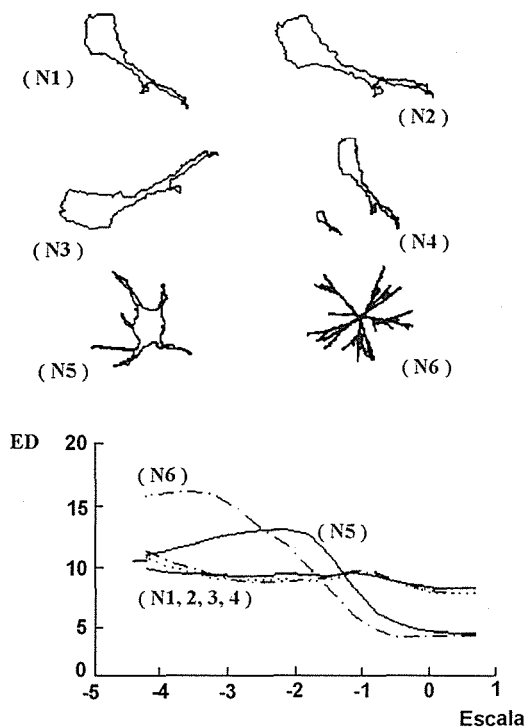 ( N1 )
( N2 )
( N3 )
( N4 )
( N5 )
( N6 )
ED
20
15
10
5
0
( N6 )
( N5 )
( N1, 2, 3, 4 )
-5 -4 -3 -2 -1 0 1
Escala